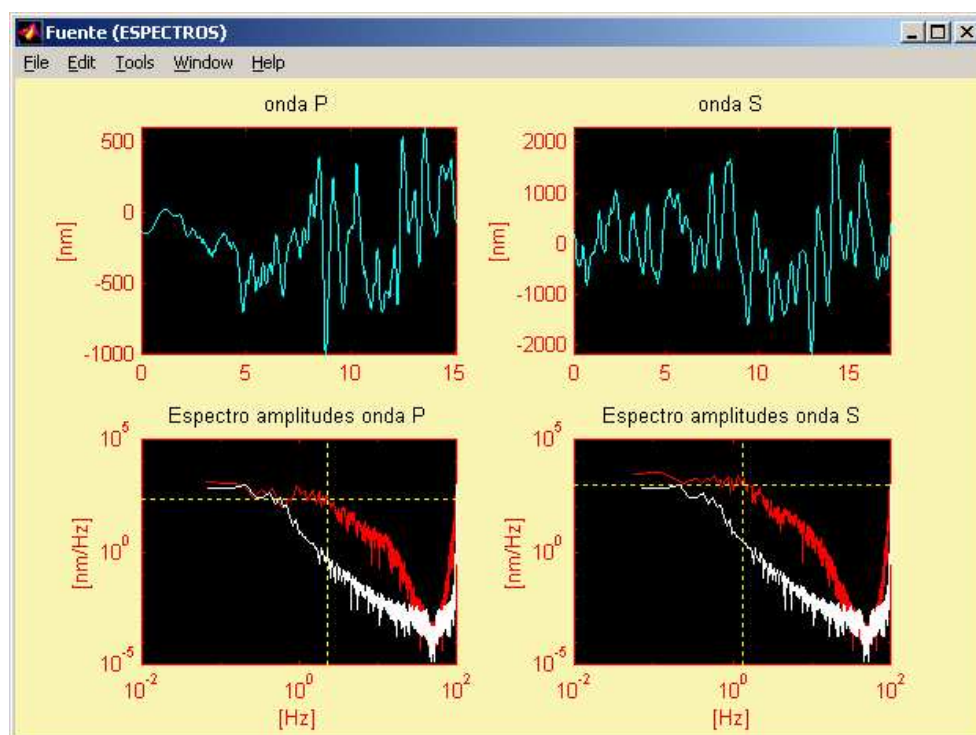 Fuente (ESPECTROS)
File Edit Tools Window Help
onda P
onda S
500
0
-500
-1000
[nm]
0 5 10 15
2000
1000
0
-1000
-2000
[nm]
0 5 10 15
Espectro amplitudes onda P
Espectro amplitudes onda S
10^5
10^0
10^-5
[nm/Hz]
10^-2 10^0 10^2
[Hz]
10^5
10^0
10^-5
[nm/Hz]
10^-2 10^0 10^2
[Hz]